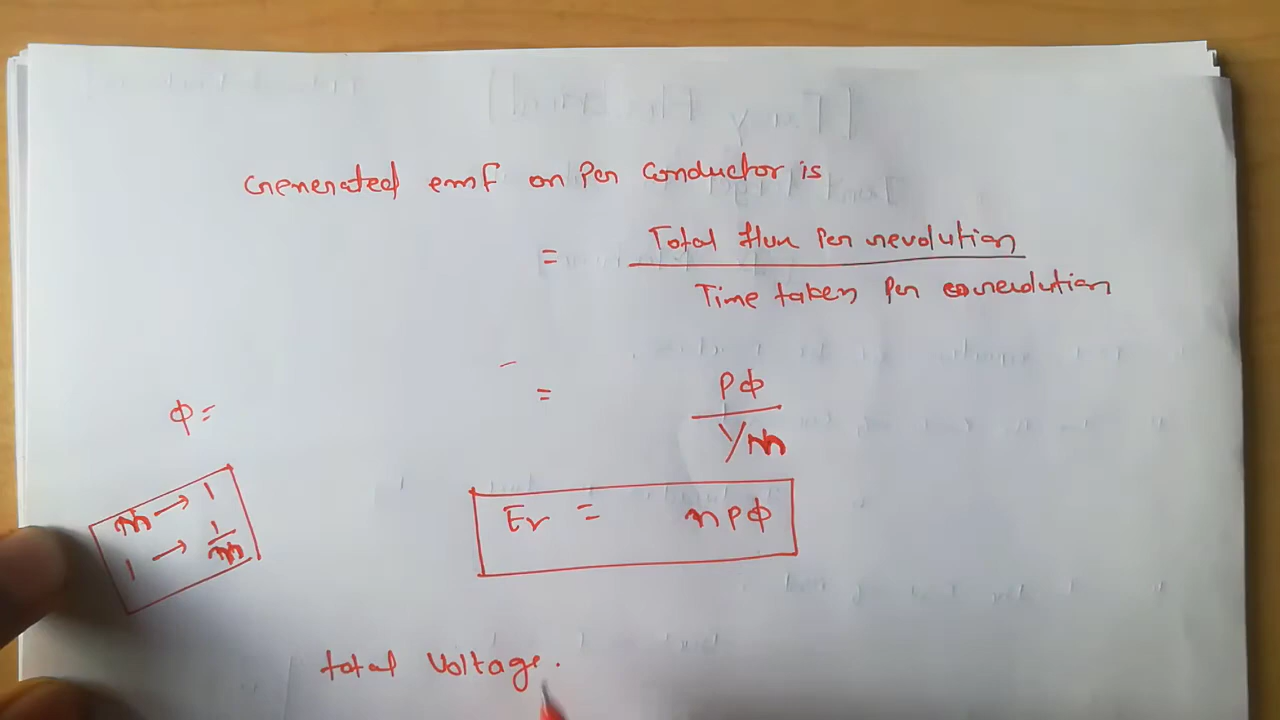 Generated emf on Per Conductor is
= Total flux Per revolution
Time taken Per revolution
= Pφ
1/n
φ =
n → 1
1 → 1/n
Er = nPφ
total Voltage.